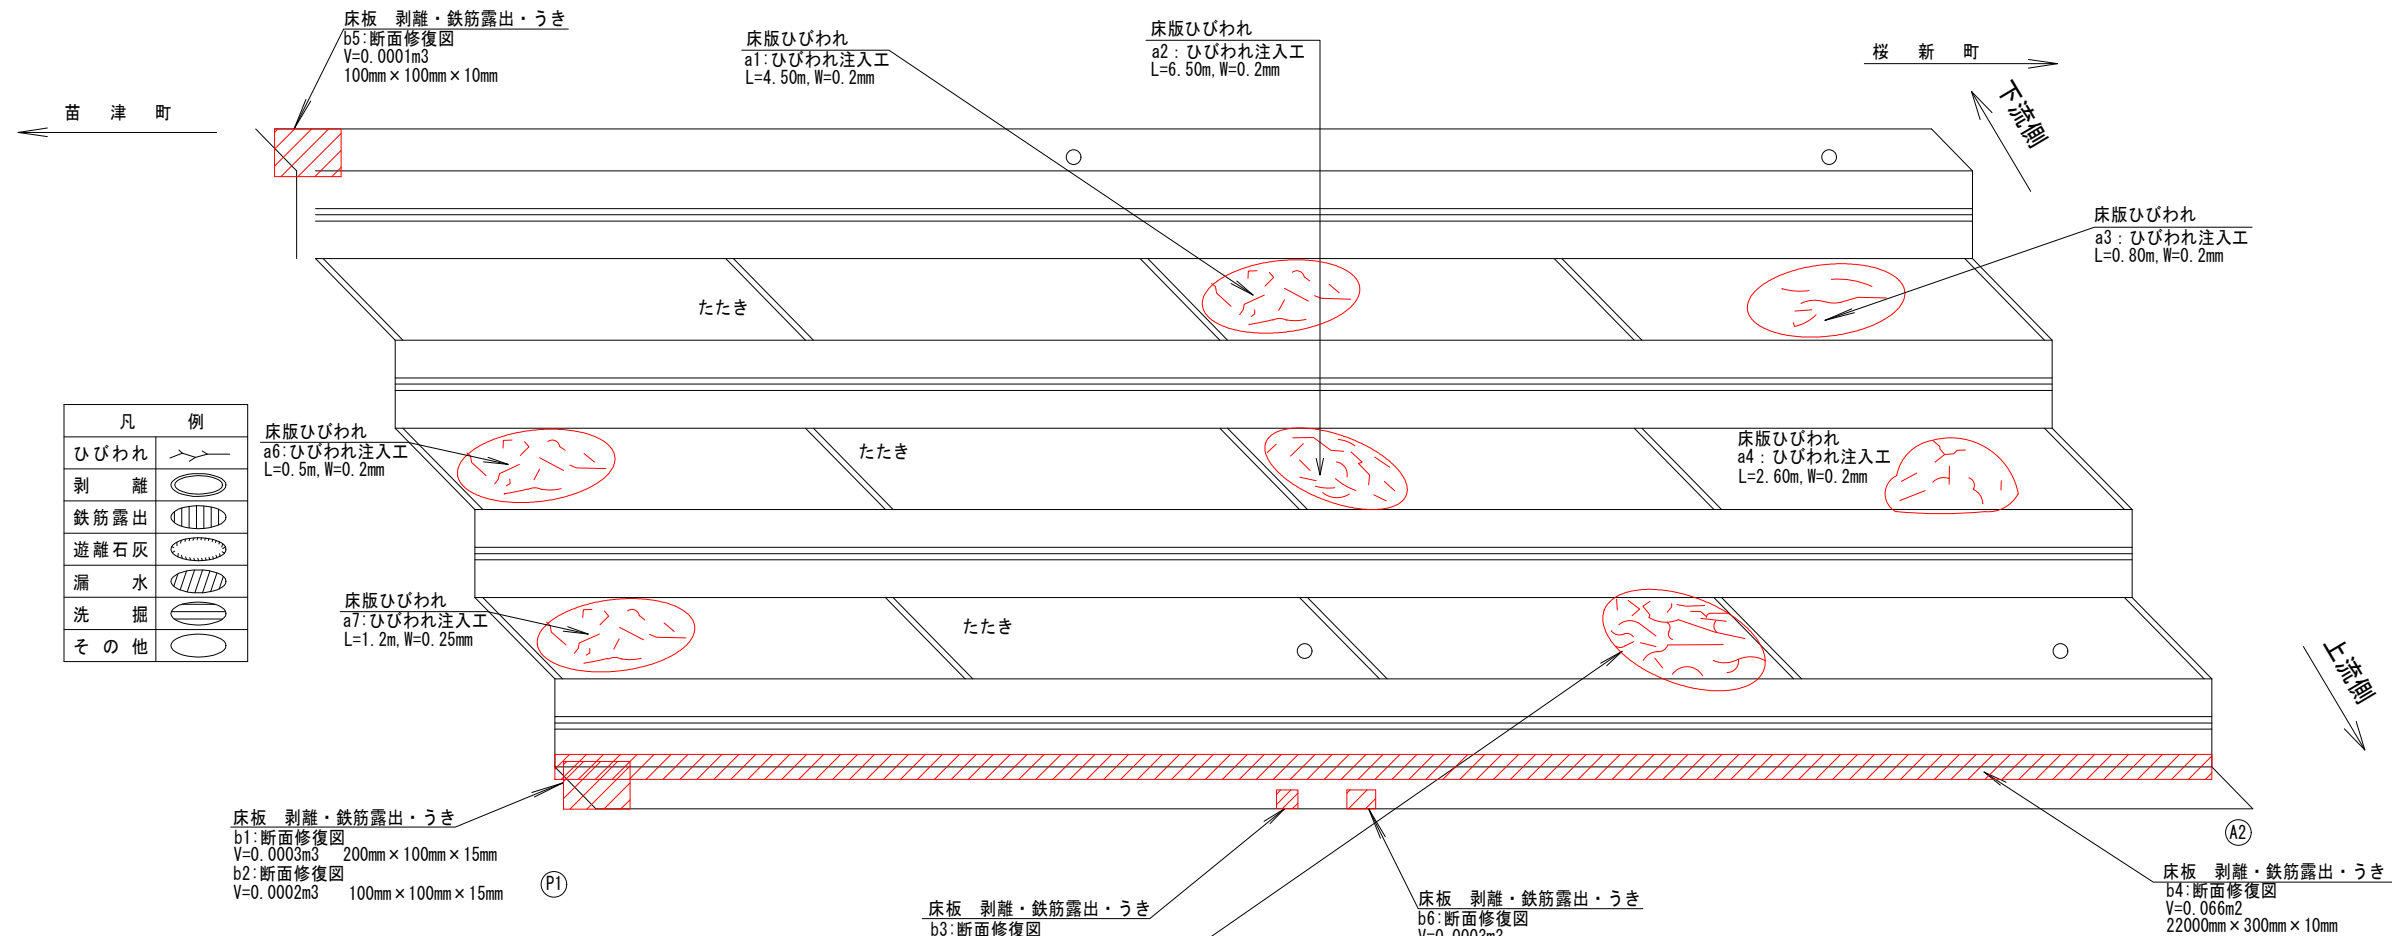 床板　剥離・鉄筋露出・うき
b5:断面修復図
V=0.0001m3
100mm×100mm×10mm
床版ひびわれ
a1:ひびわれ注入工
L=4.50m,W=0.2mm
床版ひびわれ
a2：ひびわれ注入工
L=6.50m,W=0.2mm
桜　新　町
下流側
苗　津　町
床版ひびわれ
a3：ひびわれ注入工
L=0.80m,W=0.2mm
たたき
凡　例
ひびわれ
剥　離
鉄筋露出
遊離石灰
漏　水
洗　掘
その他
床版ひびわれ
a6:ひびわれ注入工
L=0.5m,W=0.2mm
たたき
床版ひびわれ
a4：ひびわれ注入工
L=2.60m,W=0.2mm
床版ひびわれ
a7:ひびわれ注入工
L=1.2m,W=0.25mm
たたき
上流側
床板　剥離・鉄筋露出・うき
b1:断面修復図
V=0.0003m3　200mm×100mm×15mm
b2:断面修復図
V=0.0002m3　100mm×100mm×15mm
P1
A2
床板　剥離・鉄筋露出・うき
b3:断面修復図
床板　剥離・鉄筋露出・うき
b6:断面修復図
V=0.0003m3
床板　剥離・鉄筋露出・うき
b4:断面修復図
V=0.066m2
22000mm×300mm×10mm